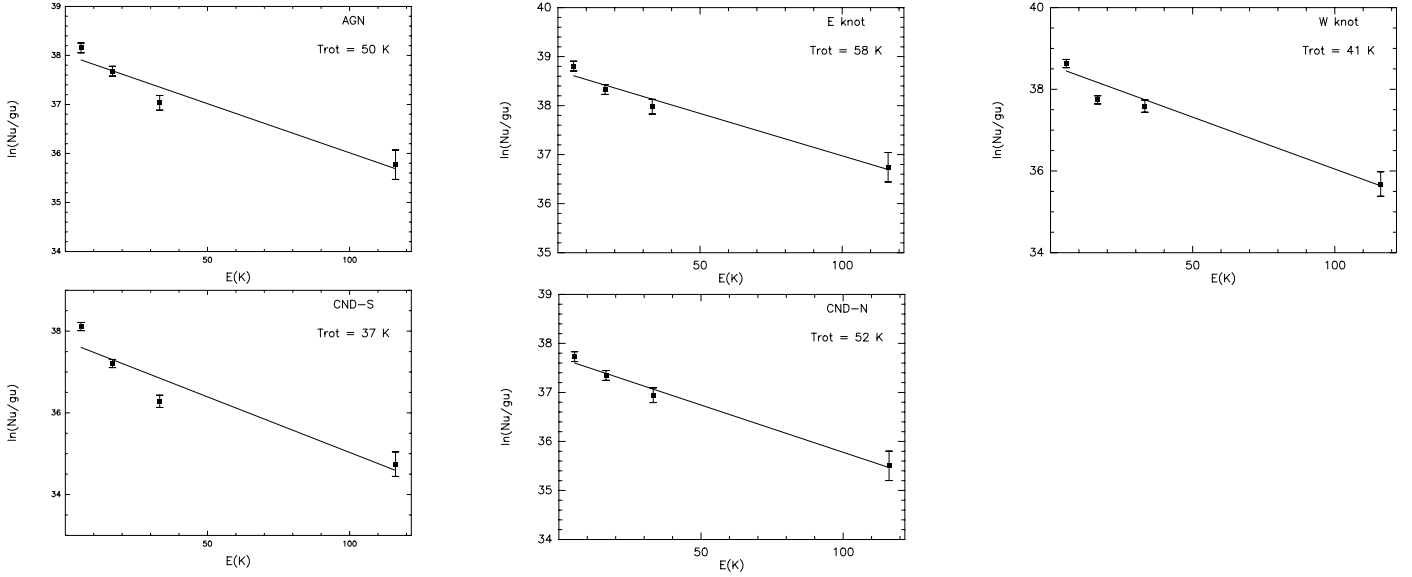 AGN
Trot = 50 K
39
38
37
36
35
34
ln(Nu/gu)
50
100
E(K)
E knot
Trot = 58 K
40
39
38
37
36
35
ln(Nu/gu)
50
100
E(K)
W knot
Trot = 41 K
40
38
36
34
ln(Nu/gu)
50
100
E(K)
CND-S
Trot = 37 K
38
36
34
ln(Nu/gu)
50
100
E(K)
CND-N
Trot = 52 K
39
38
37
36
35
34
ln(Nu/gu)
50
100
E(K)